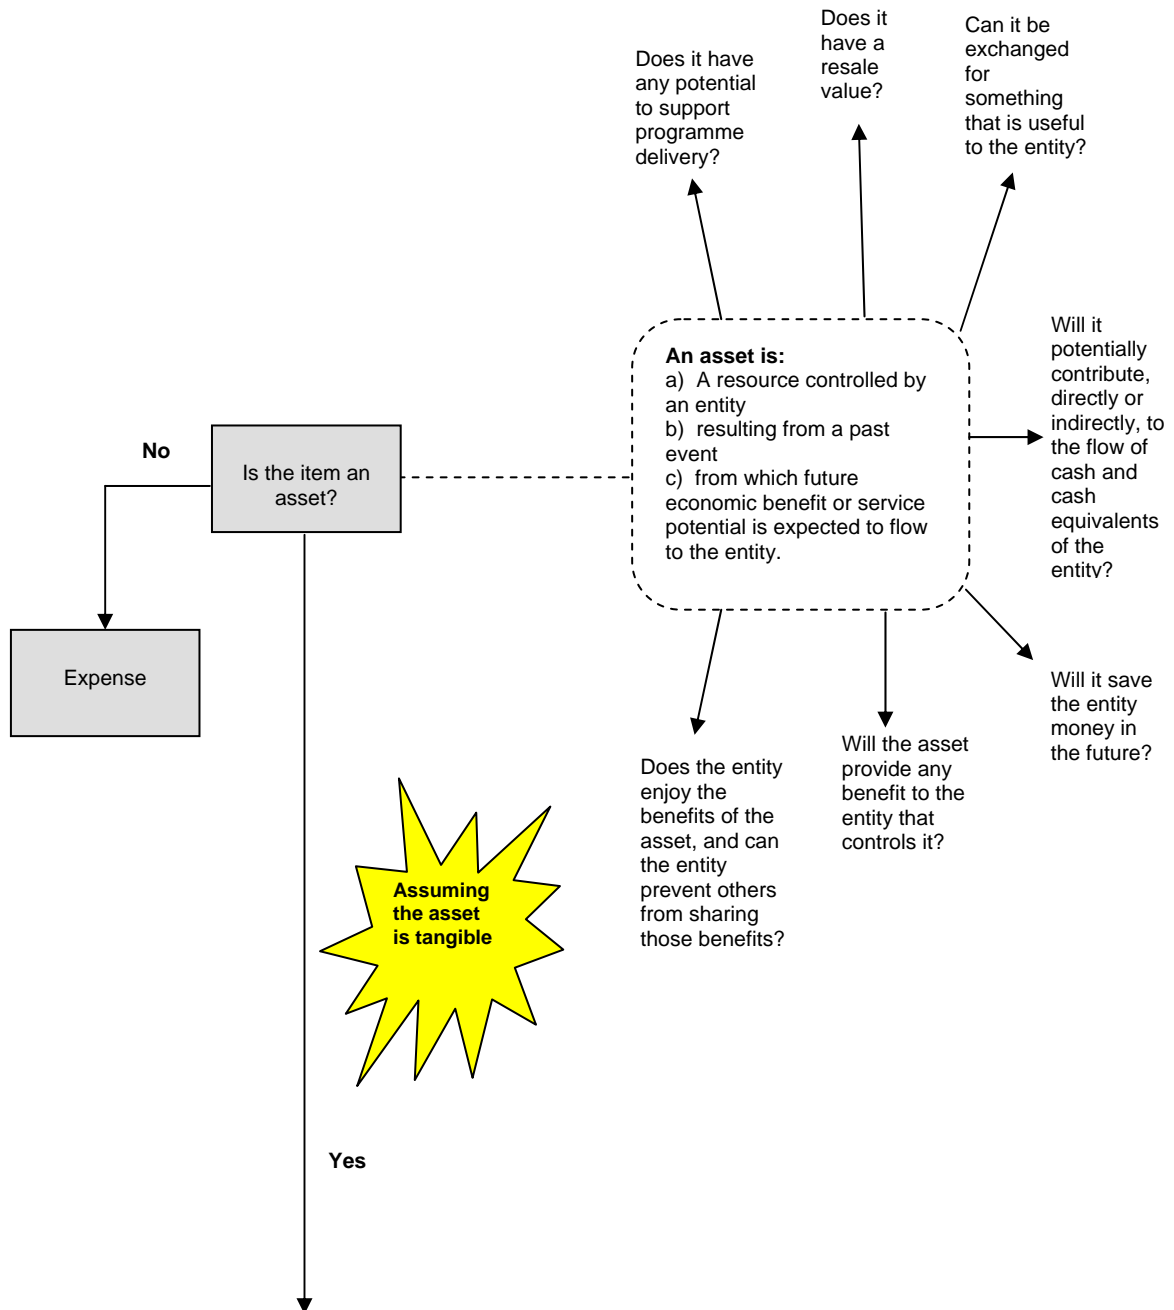 Does it have
any potential
to support
programme
delivery?
Does it
have a
resale
value?
Can it be
exchanged
for
something
that is useful
to the entity?
An asset is:
a) A resource controlled by
an entity
b) resulting from a past
event
c) from which future
economic benefit or service
potential is expected to flow
to the entity.
Will it
potentially
contribute,
directly or
indirectly, to
the flow of
cash and
cash
equivalents
of the
entity?
No
Is the item an
asset?
Expense
Will it save
the entity
money in
the future?
Does the entity
enjoy the
benefits of the
asset, and can
the entity
prevent others
from sharing
those benefits?
Will the asset
provide any
benefit to the
entity that
controls it?
Assuming
the asset
is tangible
Yes